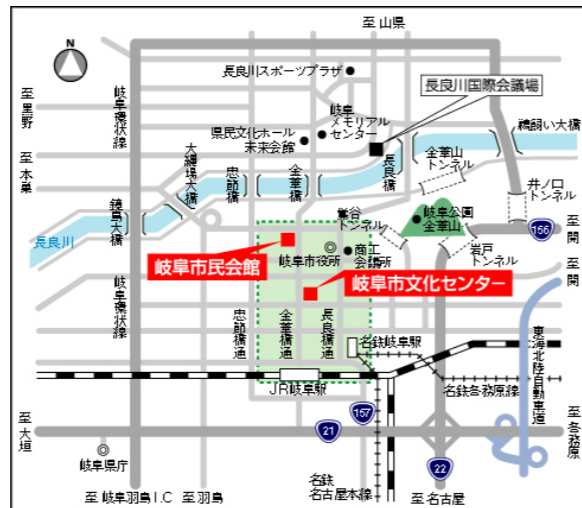 至 山県
N
長良川スポーツプラザ
長良川国際会議場
至里野
岐阜環状線
岐阜
メモリアル
センター
県民文化ホール
未来会館
鵜飼い大橋
至本巣
大縄場大橋
忠節橋
金華橋
長良橋
金華山
トンネル
井ノ口
トンネル
至関
鏡島大橋
長良川
鶯谷
トンネル
岐阜公園
金華山
156
岐阜市民会館
岐阜市役所
商工
会議所
岩戸
トンネル
至関
岐阜市文化センター
岐阜環状線
忠節橋通
金華橋通
長良橋通
名鉄岐阜駅
東海北陸自動車道
名鉄各務原線
JR岐阜駅
至大垣
157
21
至各務原
岐阜県庁
22
名鉄
名古屋本線
至 岐阜羽島I.C
至 羽島
至 名古屋